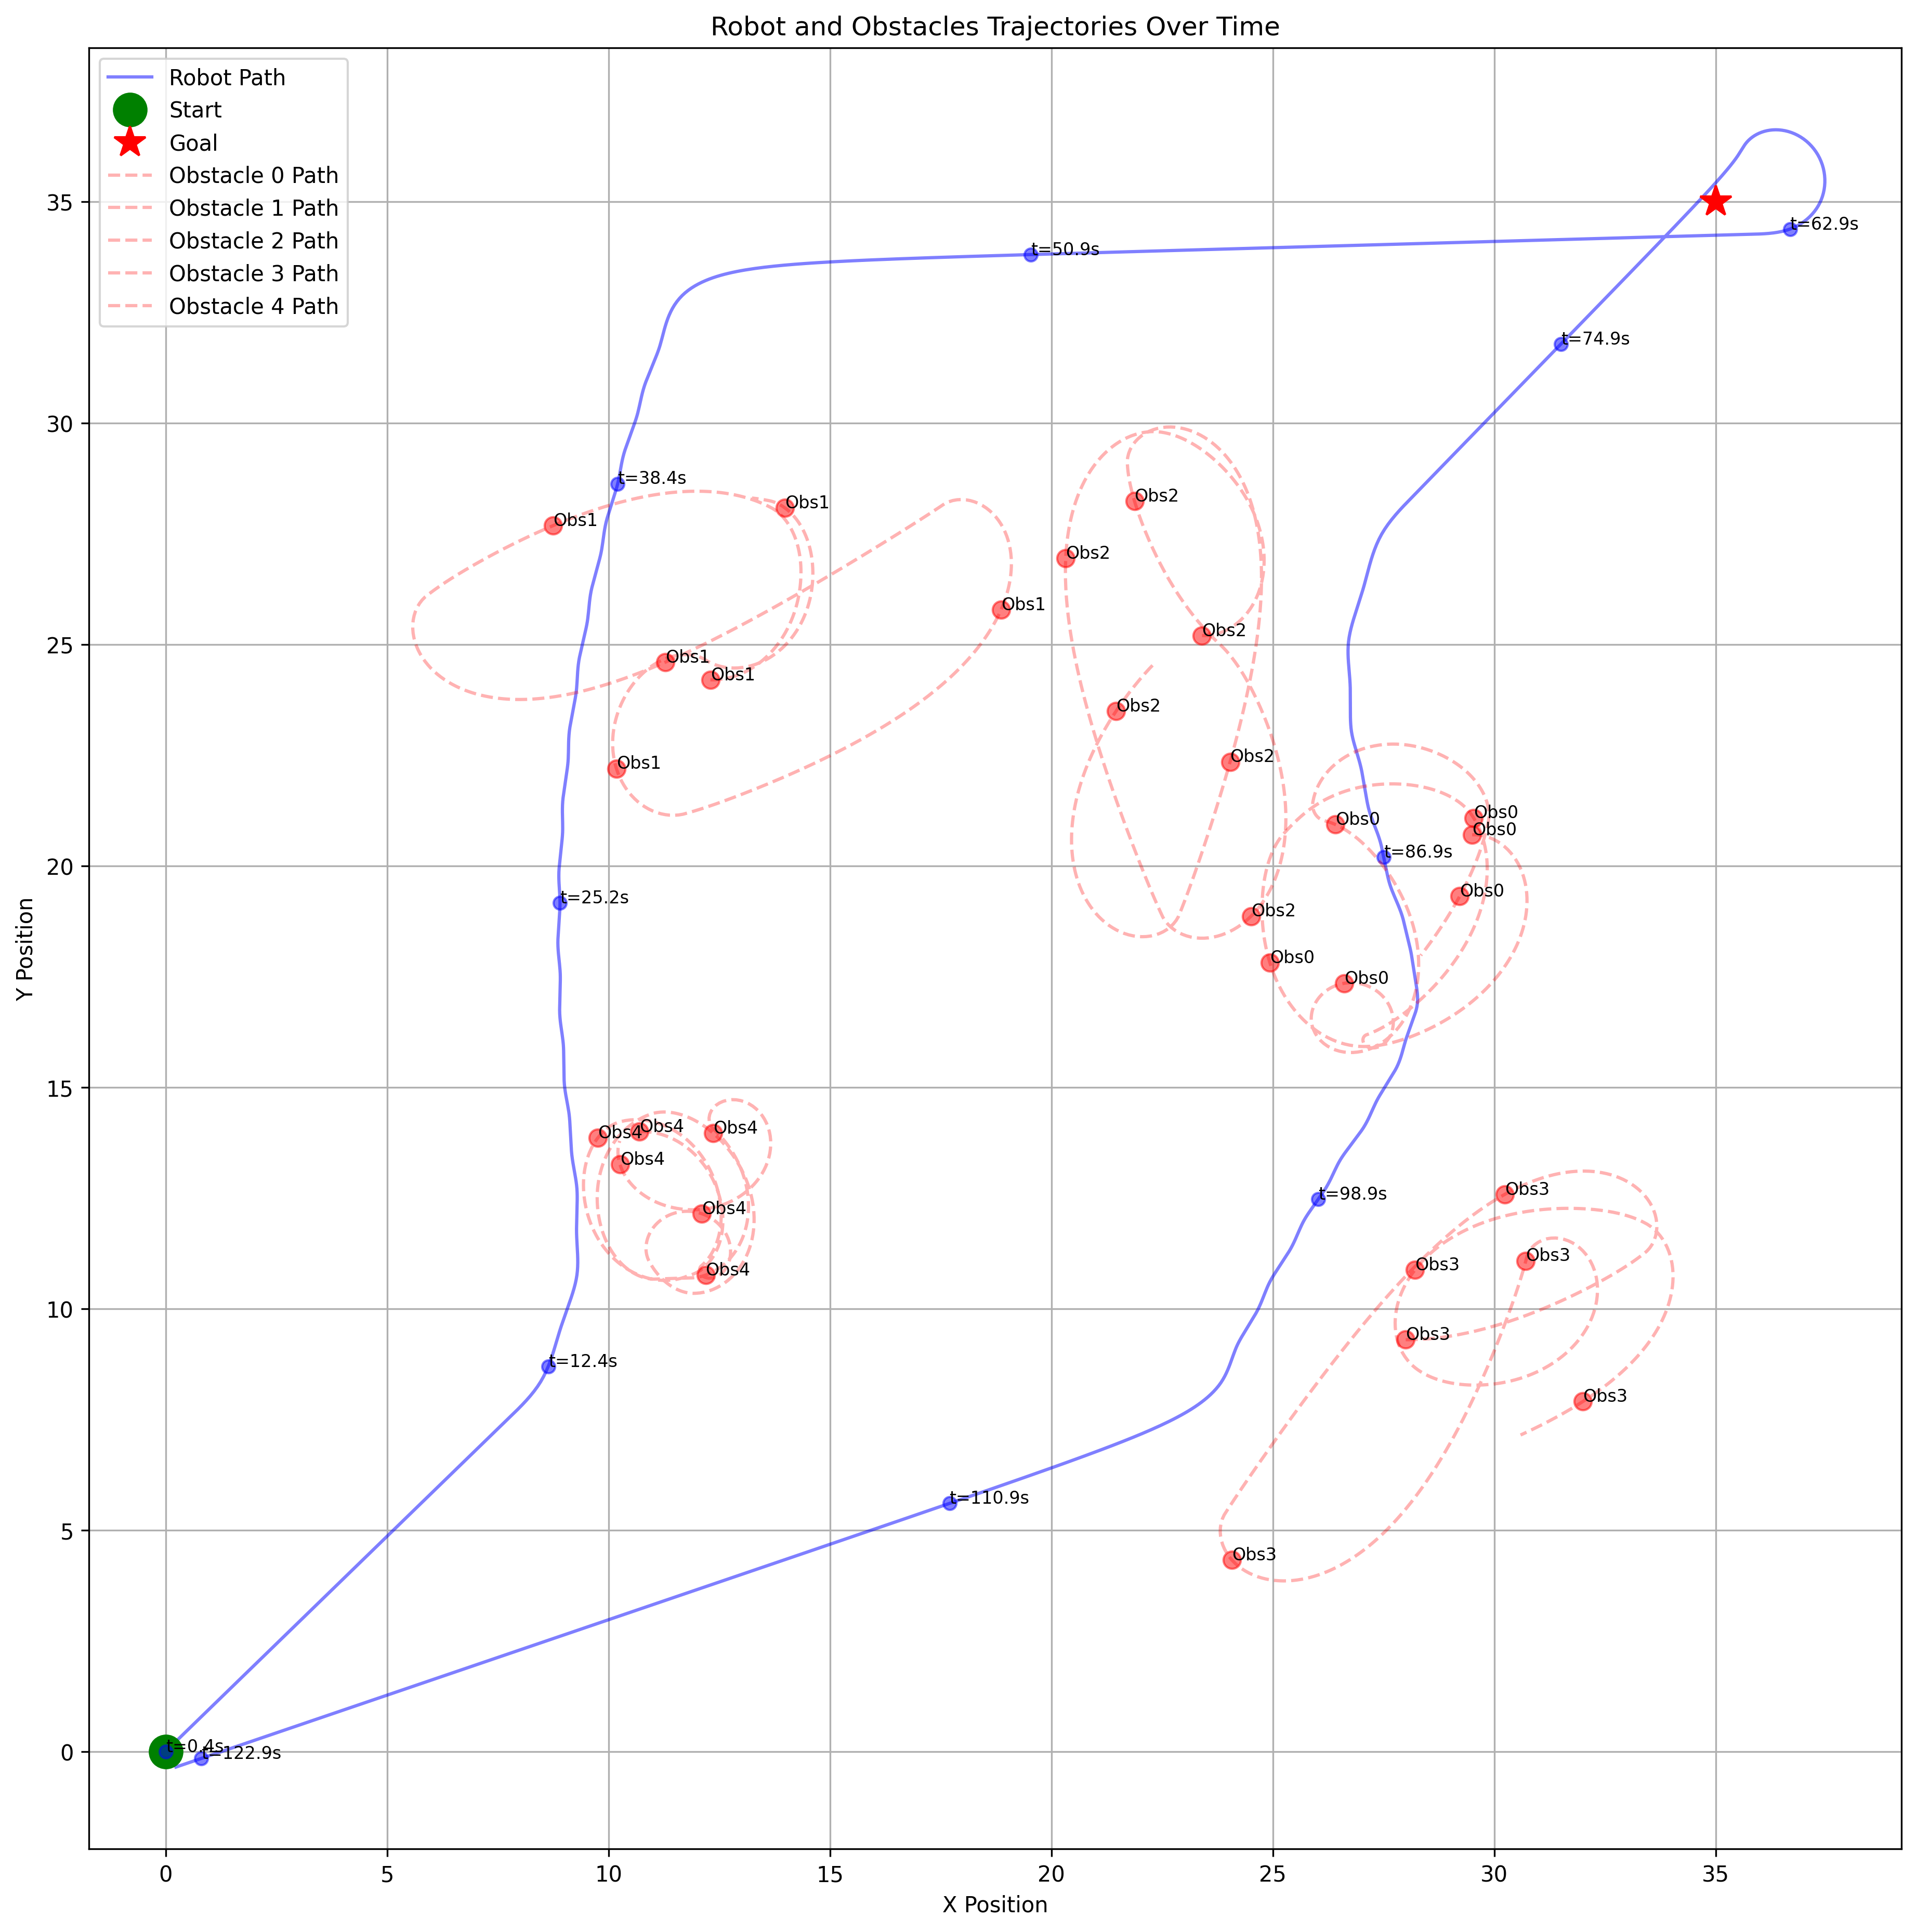 Robot and Obstacles Trajectories Over Time
Robot Path
Start
Goal
Obstacle 0 Path
Obstacle 1 Path
Obstacle 2 Path
Obstacle 3 Path
Obstacle 4 Path
35
30
25
20
15
10
5
0
Y Position
t=62.9s
t=50.9s
t=74.9s
t=38.4s
Obs1
Obs1
Obs2
Obs2
Obs1
Obs2
Obs1
Obs1
Obs2
Obs1
Obs2
Obs0
Obs0
Obs0
t=86.9s
t=25.2s
Obs0
Obs2
Obs0
Obs0
Obs4
Obs4
Obs4
Obs4
Obs4
Obs3
t=98.9s
Obs4
Obs3
Obs3
Obs3
t=12.4s
Obs3
t=110.9s
Obs3
t=0.4s
t=122.9s
0
5
10
15
20
25
30
35
X Position